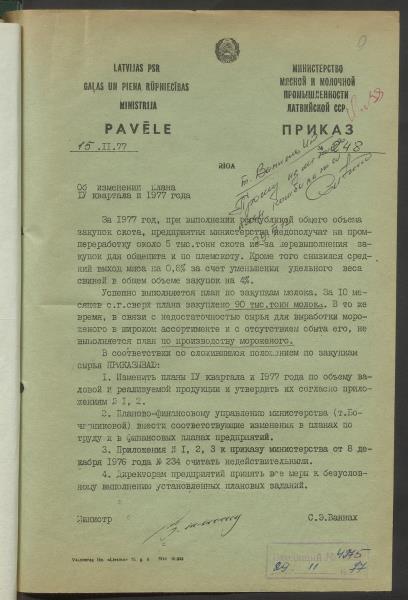 LATVIJAS PSR
GAĻAS UN PIENA RŪPNIECĪBAS
MINISTRIJA
PAVĒLE
МИНИСТЕРСТВО
МЯСНОЙ И МОЛОЧНОЙ
ПРОМЫШЛЕННОСТИ
ЛАТВИЙСКОЙ ССР
ПРИКАЗ
15.II.77
№ 248
RĪGĀ
Об изменении плана
IУ квартала и 1977 года
За 1977 год, при выполнении республикой общего объема
закупок скота, предприятия министерства недополучат на про-
мпереработку около 5 тыс.тонн скота из-за перевыполнения за-
купок для общепита и по племскоту. Кроме того снизился сред-
ний выход мяса на 0,8% за счет уменьшения удельного веса
свиней в общем объеме закупок на 4%.
Успешно выполняется план по закупкам молока. За 10 ме-
сяцев с.г.сверх плана закуплено 90 тыс.тонн молока. В то же
время, в связи с недостаточностью сырья для выработки моро-
женого в широком ассортименте и с отсутствием сбыта его, не
выполняется план по производству мороженого.
В соответствии со сложившимся положением по закупкам
сырья ПРИКАЗЫВАЮ:
1. Изменить планы IУ квартала и 1977 года по объему ва-
ловой и реализуемой продукции и утвердить их согласно прило-
жениям № 1, 2.
2. Планово-финансовому управлению министерства
внести соответствующие изменения в планах по
труду и в финансовых планах предприятий.
3. Приложения № 1, 2, 3 к приказу министерства от 8 де-
кабря 1976 года № 234 считать недействительными.
4. Директорам предприятий принять все меры к безуслов-
ному выполнению установленных плановых заданий.
Министр
С.Э.Ванхах
4275
29 11 77